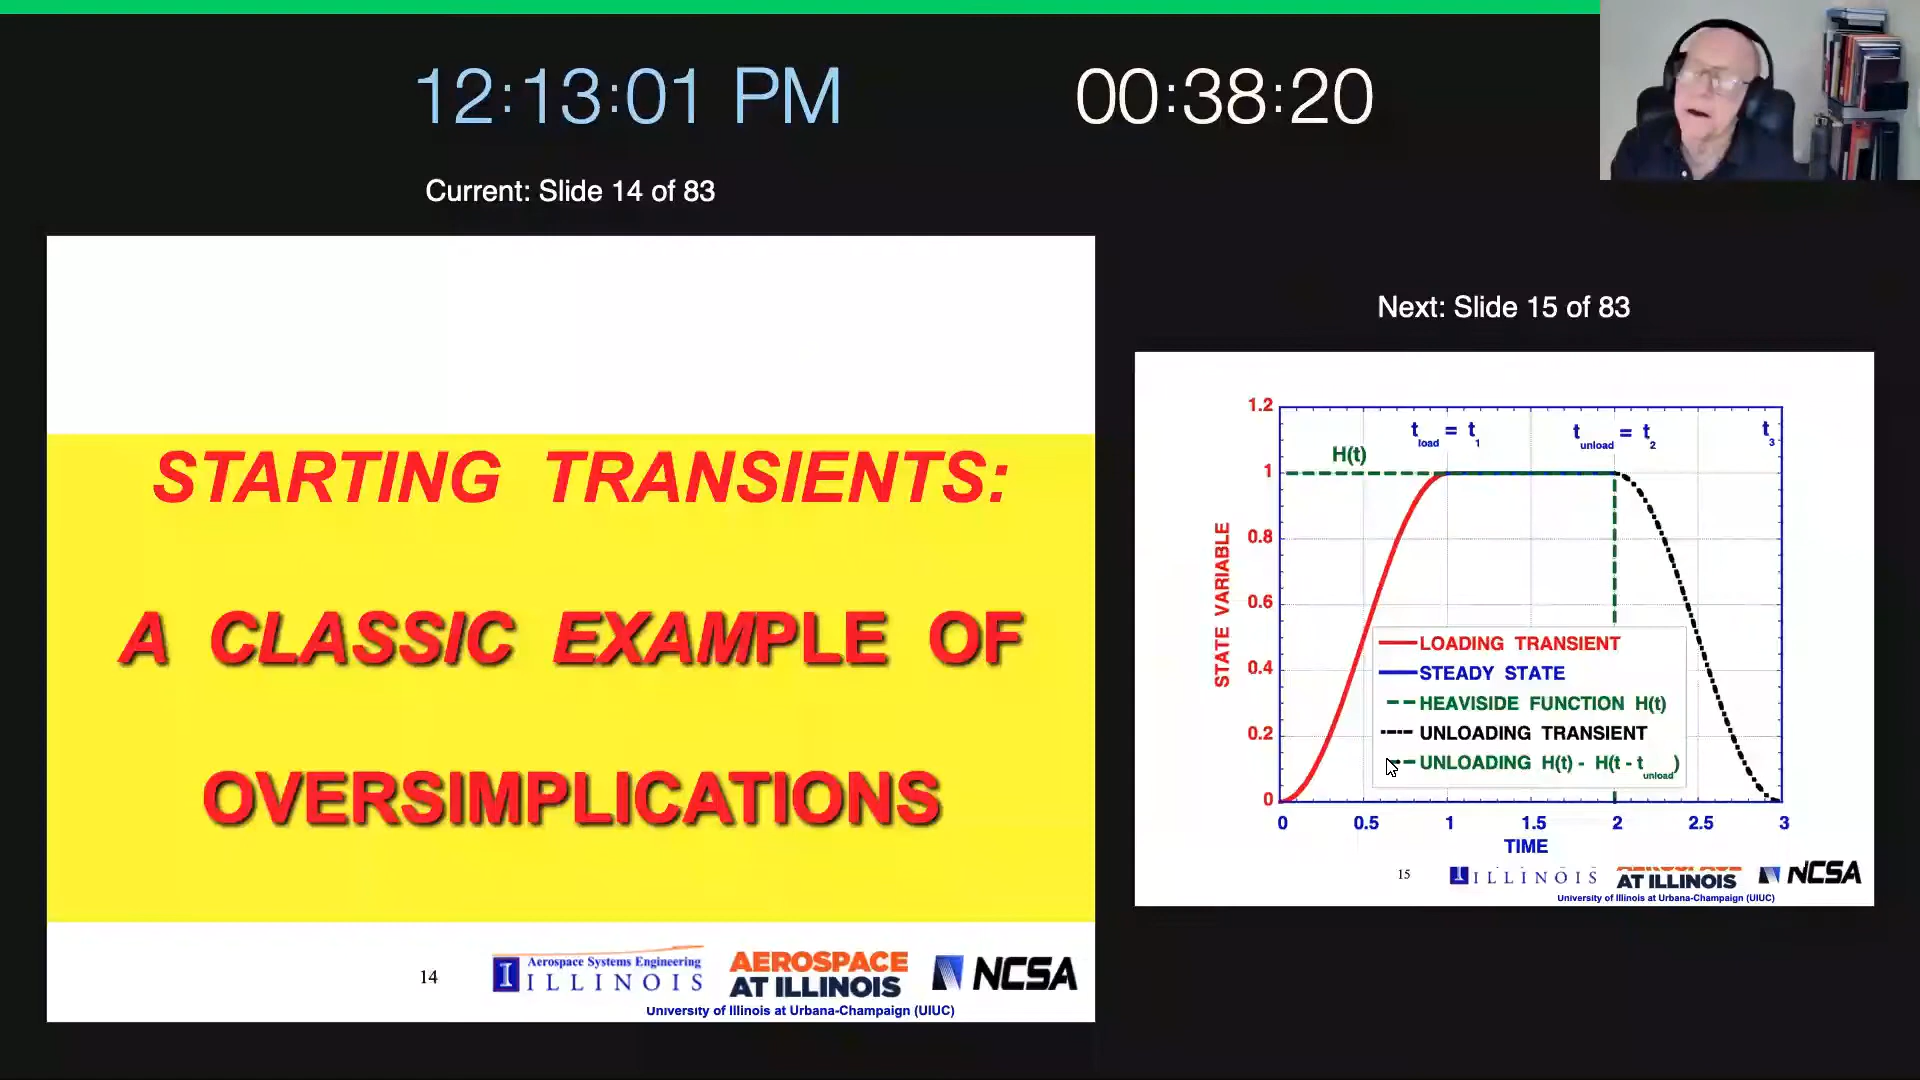 12:13:01 PM
00:38:20
Current: Slide 14 of 83
STARTING TRANSIENTS:
A CLASSIC EXAMPLE OF
OVERSIMPLICATIONS
14
Aerospace Systems Engineering
I ILLINOIS
AEROSPACE
AT ILLINOIS
NCSA
University of Illinois at Urbana-Champaign (UIUC)
Next: Slide 15 of 83
1.2
1
0.8
0.6
0.4
0.2
0
STATE VARIABLE
t load = t 1
t unload = t 2
t 3
H(t)
LOADING TRANSIENT
STEADY STATE
HEAVISIDE FUNCTION H(t)
UNLOADING TRANSIENT
UNLOADING H(t) - H(t - t unload)
0 0.5 1 1.5 2 2.5 3
TIME
15
I ILLINOIS
AEROSPACE
AT ILLINOIS
NCSA
University of Illinois at Urbana-Champaign (UIUC)